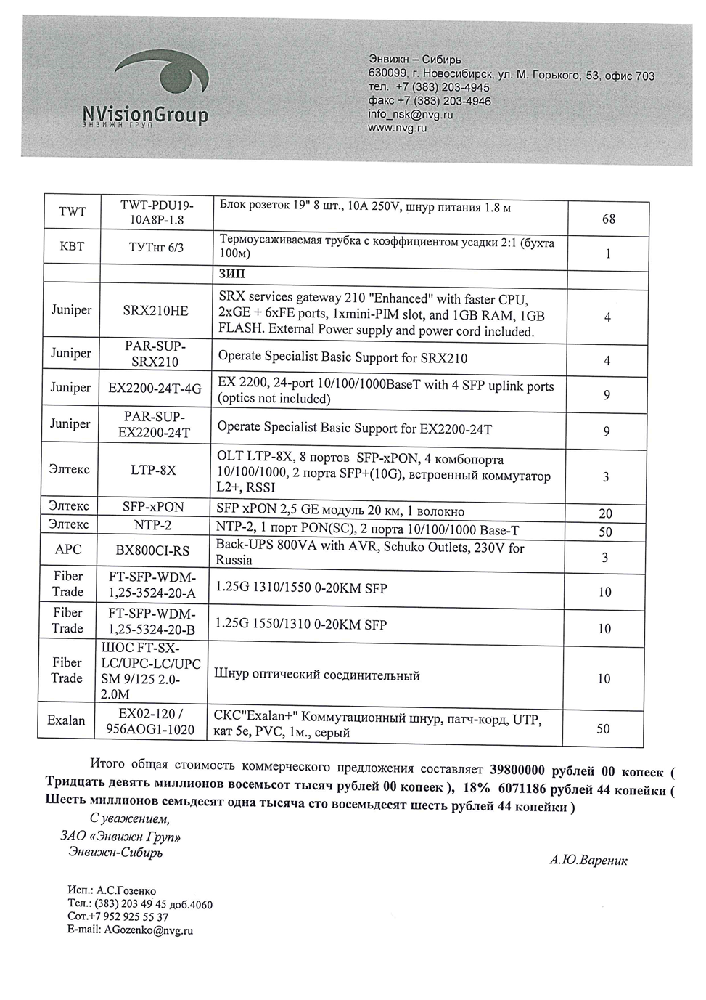 NVisionGroup
ЭНВИЖН ГРУП
Энвижн – Сибирь
630099, г. Новосибирск, ул. М. Горького, 53, офис 703
тел. +7 (383) 203-4945
факс +7 (383) 203-4946
info_nsk@nvg.ru
www.nvg.ru
TWT
TWT-PDU19-
10A8P-1.8
Блок розеток 19" 8 шт., 10А 250V, шнур питания 1.8 м
68
КВТ
ТУТнг 6/3
Термоусаживаемая трубка с коэффициентом усадки 2:1 (бухта
100м)
1
ЗИП
Juniper
SRX210HE
SRX services gateway 210 "Enhanced" with faster CPU,
2xGE + 6xFE ports, 1xmini-PIM slot, and 1GB RAM, 1GB
FLASH. External Power supply and power cord included.
4
Juniper
PAR-SUP-
SRX210
Operate Specialist Basic Support for SRX210
4
Juniper
EX2200-24T-4G
EX 2200, 24-port 10/100/1000BaseT with 4 SFP uplink ports
(optics not included)
9
Juniper
PAR-SUP-
EX2200-24T
Operate Specialist Basic Support for EX2200-24T
9
Элтекс
LTP-8X
OLT LTP-8X, 8 портов SFP-xPON, 4 комбопорта
10/100/1000, 2 порта SFP+(10G), встроенный коммутатор
L2+, RSSI
3
Элтекс
SFP-xPON
SFP xPON 2,5 GE модуль 20 км, 1 волокно
20
Элтекс
NTP-2
NTP-2, 1 порт PON(SC), 2 порта 10/100/1000 Base-T
50
APC
BX800CI-RS
Back-UPS 800VA with AVR, Schuko Outlets, 230V for
Russia
3
Fiber
Trade
FT-SFP-WDM-
1,25-3524-20-A
1.25G 1310/1550 0-20KM SFP
10
Fiber
Trade
FT-SFP-WDM-
1,25-5324-20-B
1.25G 1550/1310 0-20KM SFP
10
Fiber
Trade
ШОС FT-SX-
LC/UPC-LC/UPC
SM 9/125 2.0-
2.0M
Шнур оптический соединительный
10
Exalan
EX02-120 /
956AOG1-1020
СКС"Exalan+" Коммутационный шнур, патч-корд, UTP,
кат 5е, PVC, 1м., серый
50
Итого общая стоимость коммерческого предложения составляет 39800000 рублей 00 копеек (
Тридцать девять миллионов восемьсот тысяч рублей 00 копеек ), 18% 6071186 рублей 44 копейки (
Шесть миллионов семьдесят одна тысяча сто восемьдесят шесть рублей 44 копейки )
С уважением,
ЗАО «Энвижн Груп»
Энвижн-Сибирь
А.Ю.Вареник
Исп.: А.С.Гозенко
Тел.: (383) 203 49 45 доб.4060
Сот.+7 952 925 55 37
E-mail: AGozenko@nvg.ru